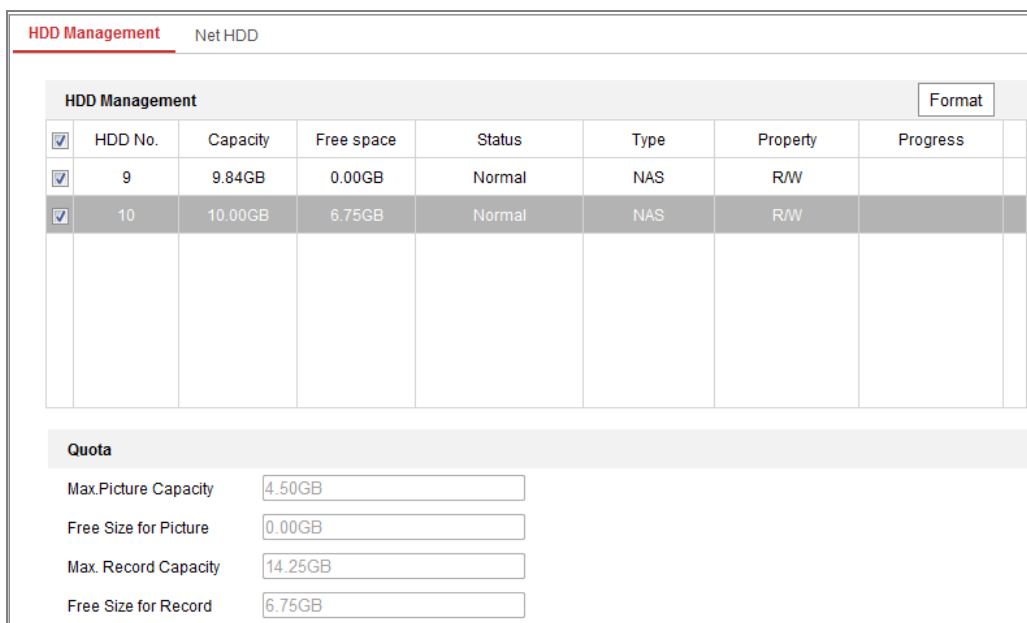 HDD Management Net HDD
HDD Management Format
HDD No. Capacity Free space Status Type Property Progress
9 9.84GB 0.00GB Normal NAS R/W
10 10.00GB 6.75GB Normal NAS R/W
Quota
Max.Picture Capacity 4.50GB
Free Size for Picture 0.00GB
Max. Record Capacity 14.25GB
Free Size for Record 6.75GB